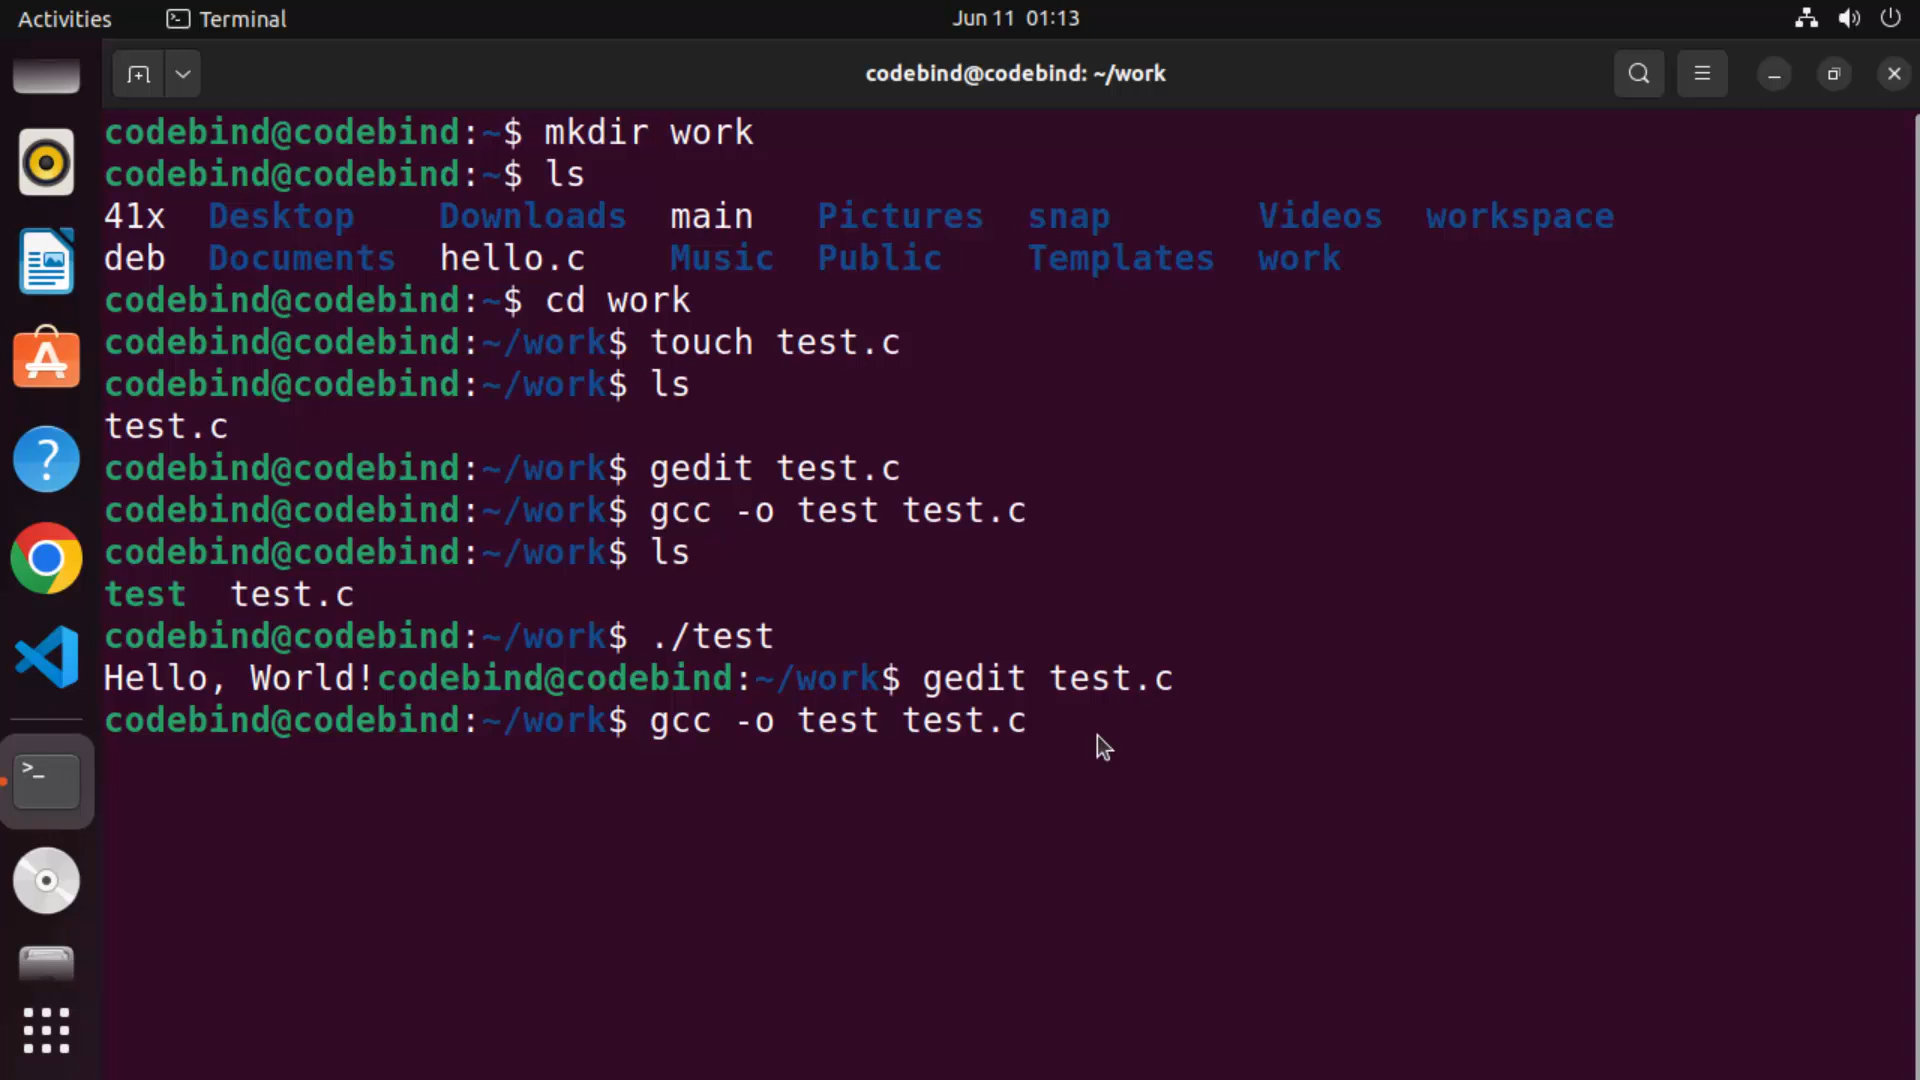 Activities Terminal Jun 11 01:13
codebind@codebind: ~/work
codebind@codebind:~$ mkdir work
codebind@codebind:~$ ls
41x Desktop Downloads main Pictures snap Videos workspace
deb Documents hello.c Music Public Templates work
codebind@codebind:~$ cd work
codebind@codebind:~/work$ touch test.c
codebind@codebind:~/work$ ls
test.c
codebind@codebind:~/work$ gedit test.c
codebind@codebind:~/work$ gcc -o test test.c
codebind@codebind:~/work$ ls
test test.c
codebind@codebind:~/work$ ./test
Hello, World!codebind@codebind:~/work$ gedit test.c
codebind@codebind:~/work$ gcc -o test test.c